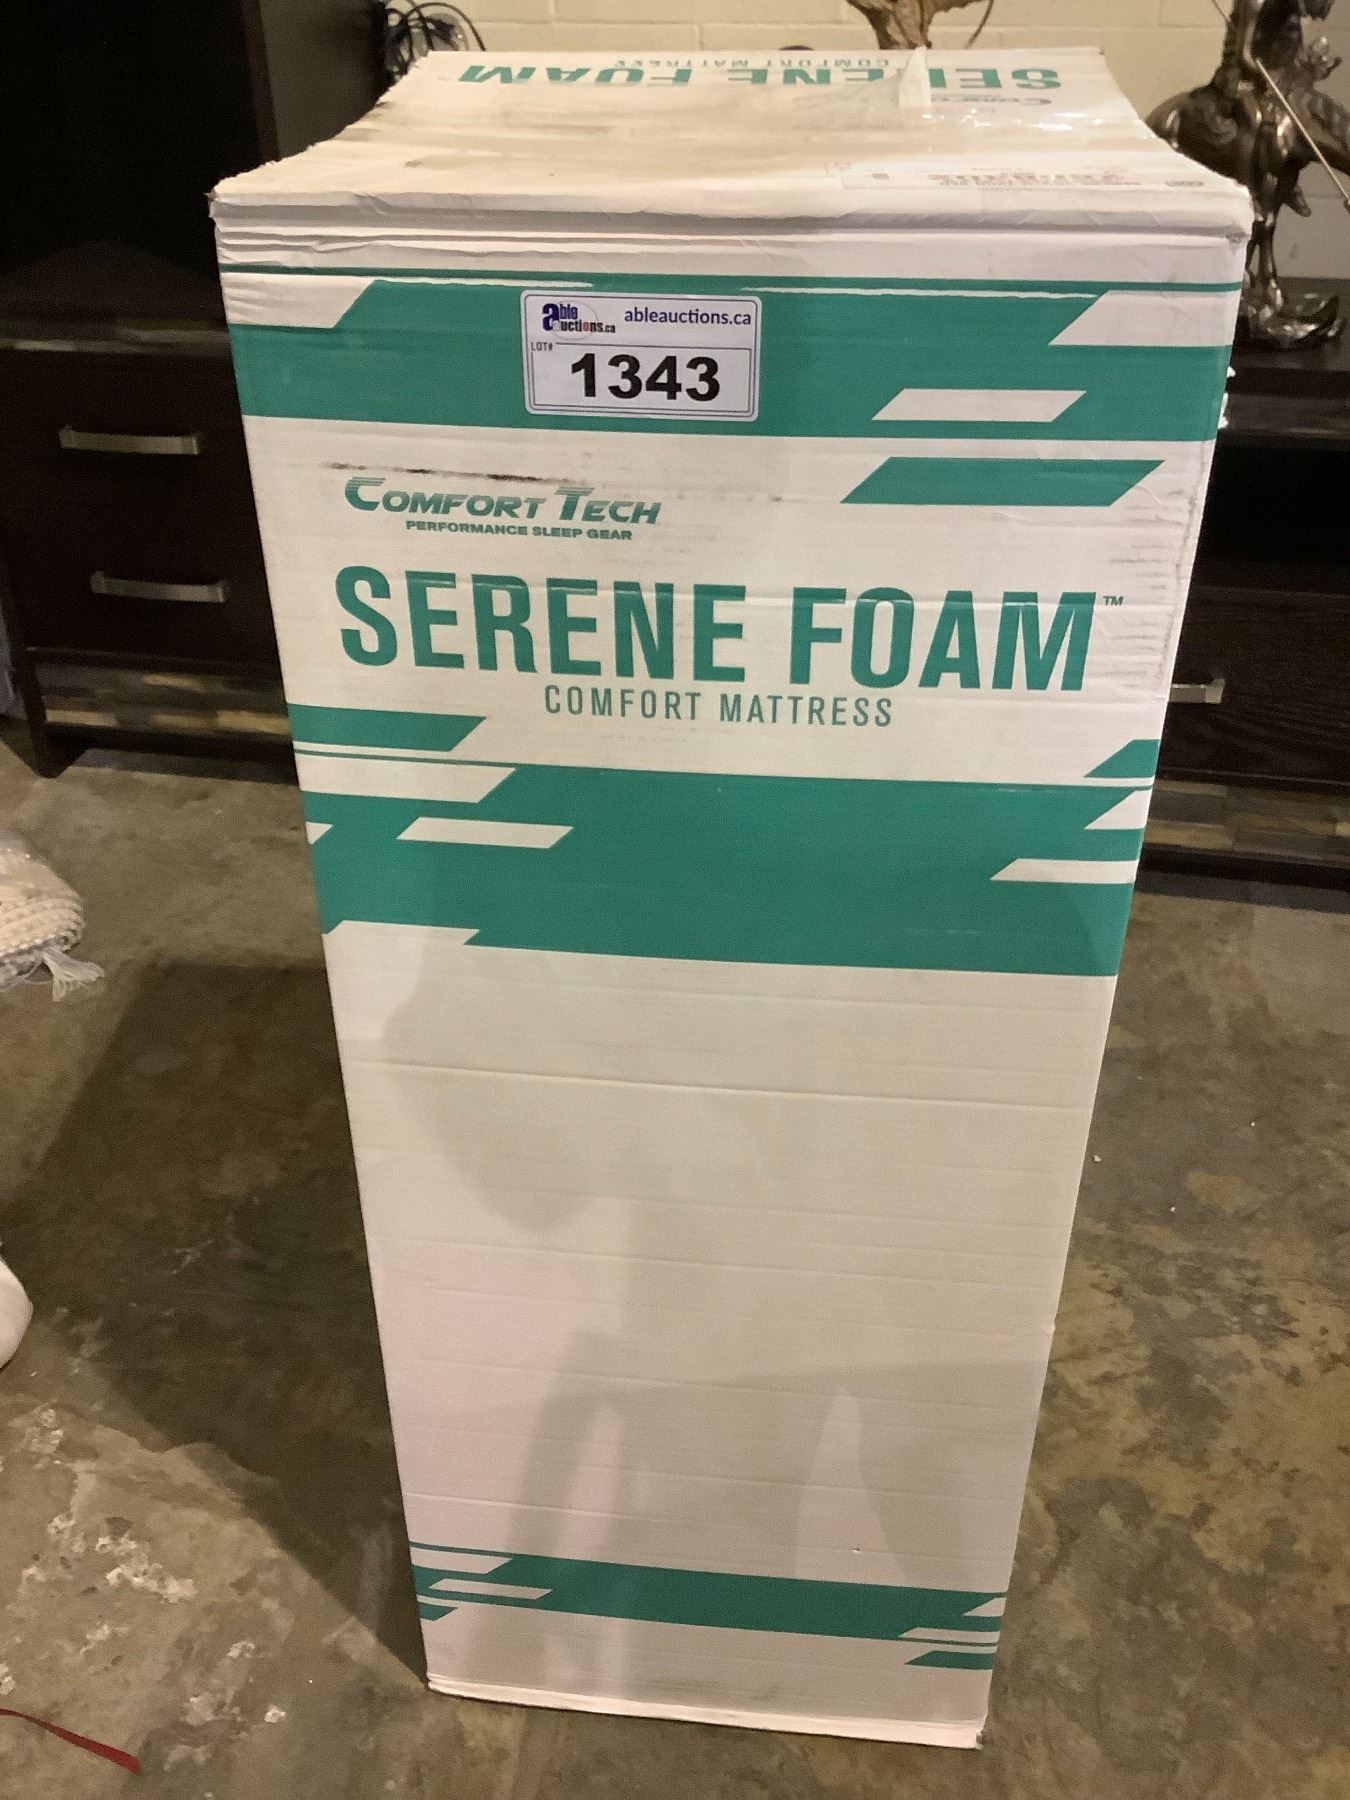 SERENE FOAM
COMFORT MATTRESS
able auctions.ca
ableauctions.ca
LOT#
1343
COMFORT TECH
PERFORMANCE SLEEP GEAR
SERENE FOAM™
COMFORT MATTRESS